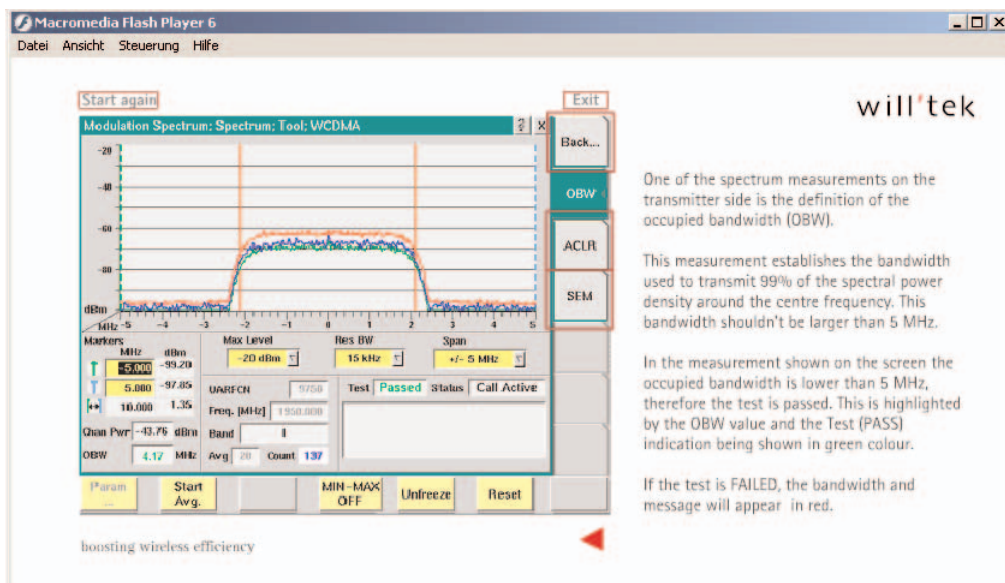 Macromedia Flash Player 6
Datei Ansicht Steuerung Hilfe
Start again
Exit
will'tek
Modulation Spectrum: Spectrum: Tool: WCDMA
Back...
OBW
ACLR
SEM
-20
-40
-60
-80
dBm
MHz -5 -4 -3 -2 -1 0 1 2 3 4 5
Markers
MHz dBm
-5.000 -99.20
5.000 -97.85
10.000 1.35
Chan Pwr -43.76 dBm
OBW 4.17 MHz
Max Level
-20 dBm
Res BW
15 kHz
Span
+/- 5 MHz
UARFCN 9750
Freq. [MHz] 1950.000
Band II
Avg 20 Count 137
Test Passed Status Call Active
Param ...
Start Avg.
MIN-MAX OFF
Unfreeze
Reset
One of the spectrum measurements on the
transmitter side is the definition of the
occupied bandwidth (OBW).
This measurement establishes the bandwidth
used to transmit 99% of the spectral power
density around the centre frequency. This
bandwidth shouldn't be larger than 5 MHz.
In the measurement shown on the screen the
occupied bandwidth is lower than 5 MHz,
therefore the test is passed. This is highlighted
by the OBW value and the Test (PASS)
indication being shown in green colour.
If the test is FAILED, the bandwidth and
message will appear in red.
boosting wireless efficiency